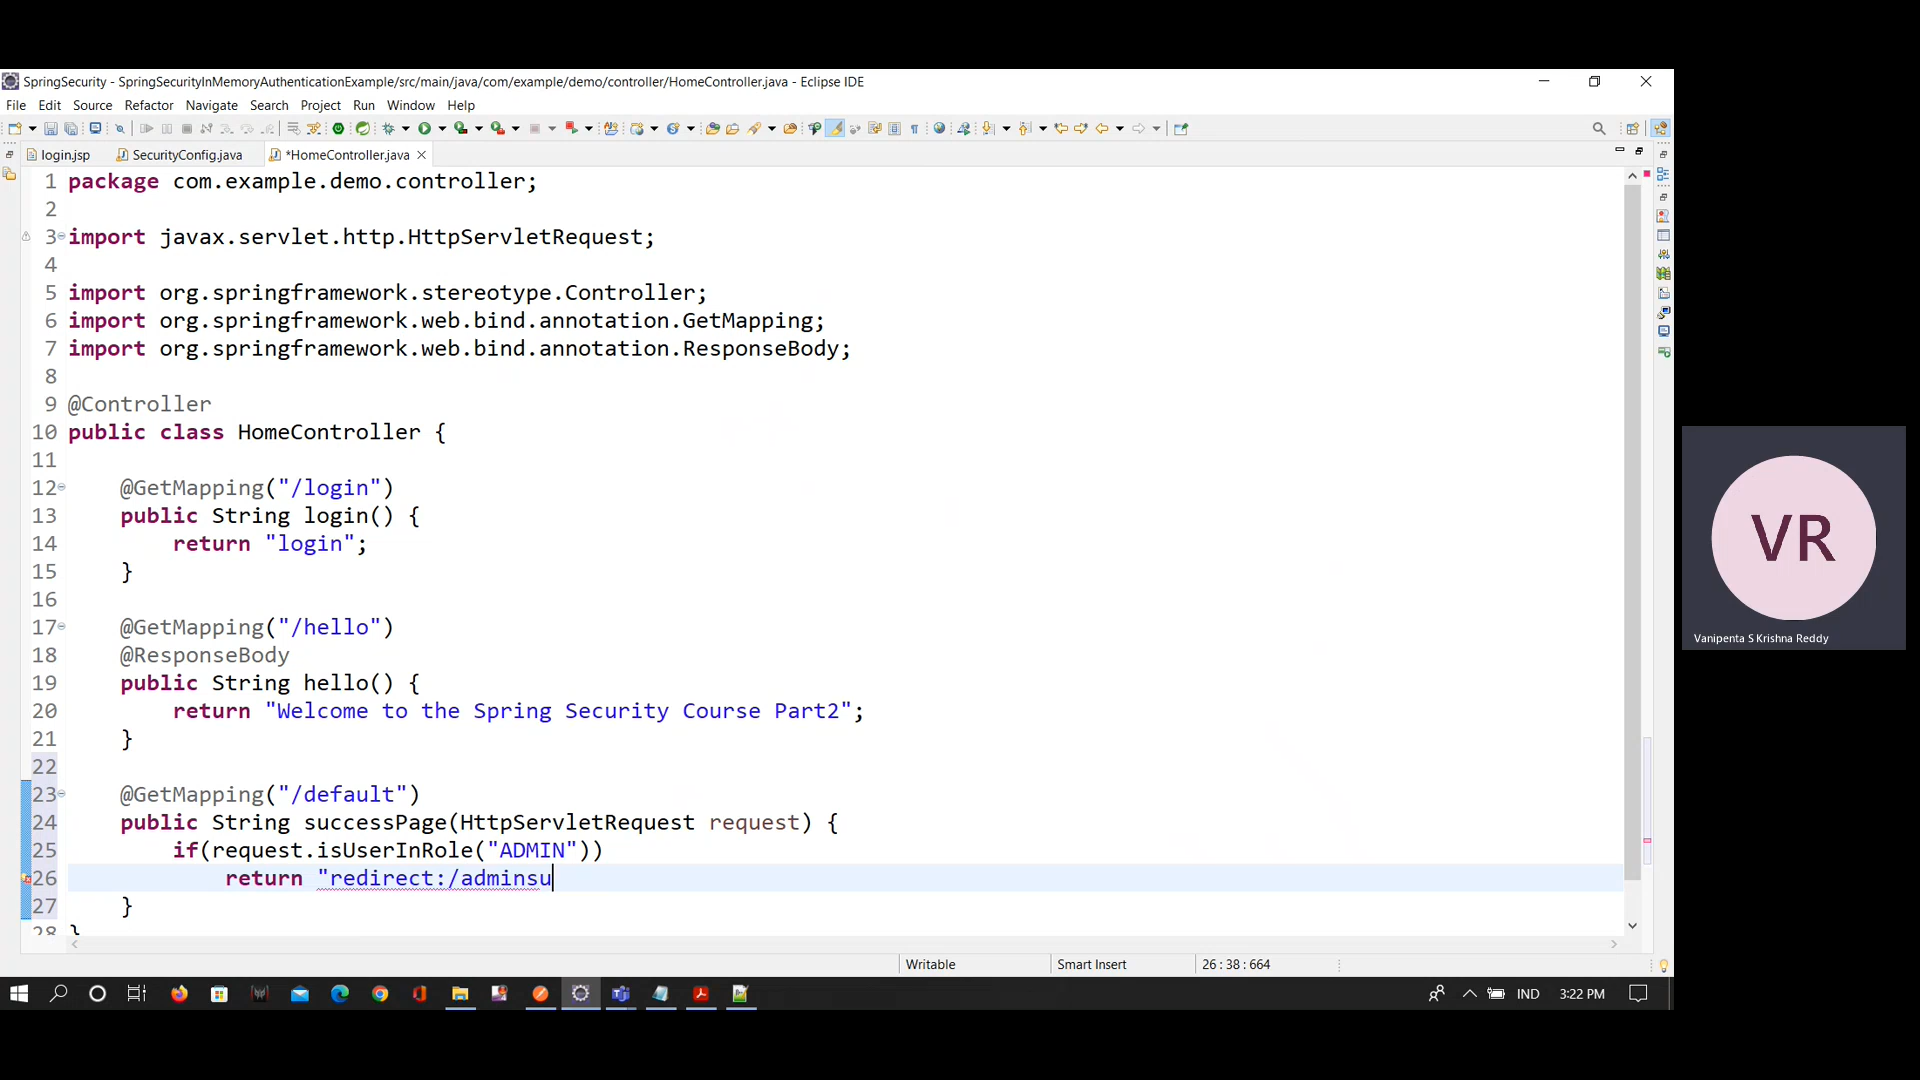 SpringSecurity - SpringSecurityInMemoryAuthenticationExample/src/main/java/com/example/demo/controller/HomeController.java - Eclipse IDE
File Edit Source Refactor Navigate Search Project Run Window Help
login.jsp SecurityConfig.java *HomeController.java
1 package com.example.demo.controller;
2
3 import javax.servlet.http.HttpServletRequest;
4
5 import org.springframework.stereotype.Controller;
6 import org.springframework.web.bind.annotation.GetMapping;
7 import org.springframework.web.bind.annotation.ResponseBody;
8
9 @Controller
10 public class HomeController {
11
12 @GetMapping("/login")
13 public String login() {
14 return "login";
15 }
16
17 @GetMapping("/hello")
18 @ResponseBody
19 public String hello() {
20 return "Welcome to the Spring Security Course Part2";
21 }
22
23 @GetMapping("/default")
24 public String successPage(HttpServletRequest request) {
25 if(request.isUserInRole("ADMIN"))
26 return "redirect:/adminsu
27 }
28 }
Writable Smart Insert 26 : 38 : 664
IND 3:22 PM
VR
Vanipenta S Krishna Reddy